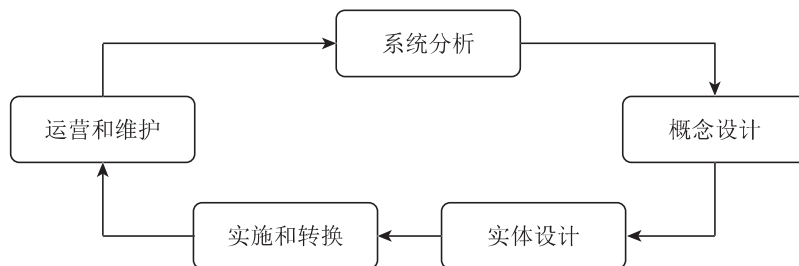 系统分析
运营和维护
概念设计
实施和转换
实体设计